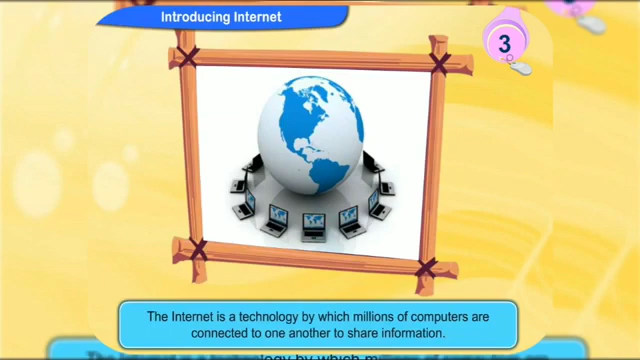 Introducing Internet
3
The Internet is a technology by which millions of computers are
connected to one another to share information.